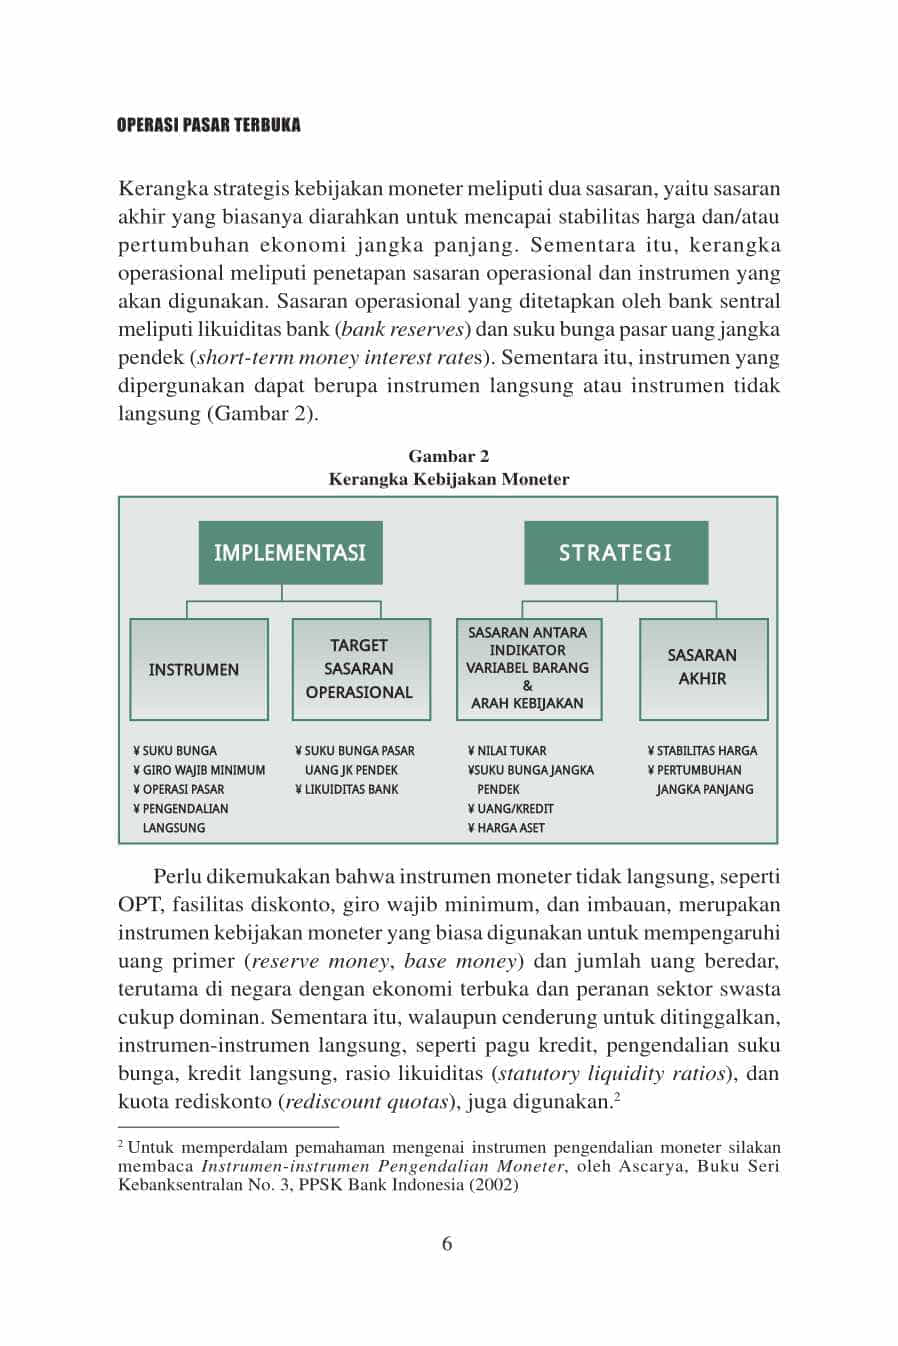 OPERASI PASAR TERBUKA
Kerangka strategis kebijakan moneter meliputi dua sasaran, yaitu sasaran
akhir yang biasanya diarahkan untuk mencapai stabilitas harga dan/atau
pertumbuhan ekonomi jangka panjang. Sementara itu, kerangka
operasional meliputi penetapan sasaran operasional dan instrumen yang
akan digunakan. Sasaran operasional yang ditetapkan oleh bank sentral
meliputi likuiditas bank (bank reserves) dan suku bunga pasar uang jangka
pendek (short-term money interest rates). Sementara itu, instrumen yang
dipergunakan dapat berupa instrumen langsung atau instrumen tidak
langsung (Gambar 2).
Gambar 2
Kerangka Kebijakan Moneter
IMPLEMENTASI
STRATEGI
INSTRUMEN
TARGET
SASARAN
OPERASIONAL
SASARAN ANTARA
INDIKATOR
VARIABEL BARANG
&
ARAH KEBIJAKAN
SASARAN
AKHIR
¥ SUKU BUNGA
¥ GIRO WAJIB MINIMUM
¥ OPERASI PASAR
¥ PENGENDALIAN
LANGSUNG
¥ SUKU BUNGA PASAR
UANG JK PENDEK
¥ LIKUIDITAS BANK
¥ NILAI TUKAR
¥SUKU BUNGA JANGKA
PENDEK
¥ UANG/KREDIT
¥ HARGA ASET
¥ STABILITAS HARGA
¥ PERTUMBUHAN
JANGKA PANJANG
Perlu dikemukakan bahwa instrumen moneter tidak langsung, seperti
OPT, fasilitas diskonto, giro wajib minimum, dan imbauan, merupakan
instrumen kebijakan moneter yang biasa digunakan untuk mempengaruhi
uang primer (reserve money, base money) dan jumlah uang beredar,
terutama di negara dengan ekonomi terbuka dan peranan sektor swasta
cukup dominan. Sementara itu, walaupun cenderung untuk ditinggalkan,
instrumen-instrumen langsung, seperti pagu kredit, pengendalian suku
bunga, kredit langsung, rasio likuiditas (statutory liquidity ratios), dan
kuota rediskonto (rediscount quotas), juga digunakan.²
² Untuk memperdalam pemahaman mengenai instrumen pengendalian moneter silakan
membaca Instrumen-instrumen Pengendalian Moneter, oleh Ascarya, Buku Seri
Kebanksentralan No. 3, PPSK Bank Indonesia (2002)
6